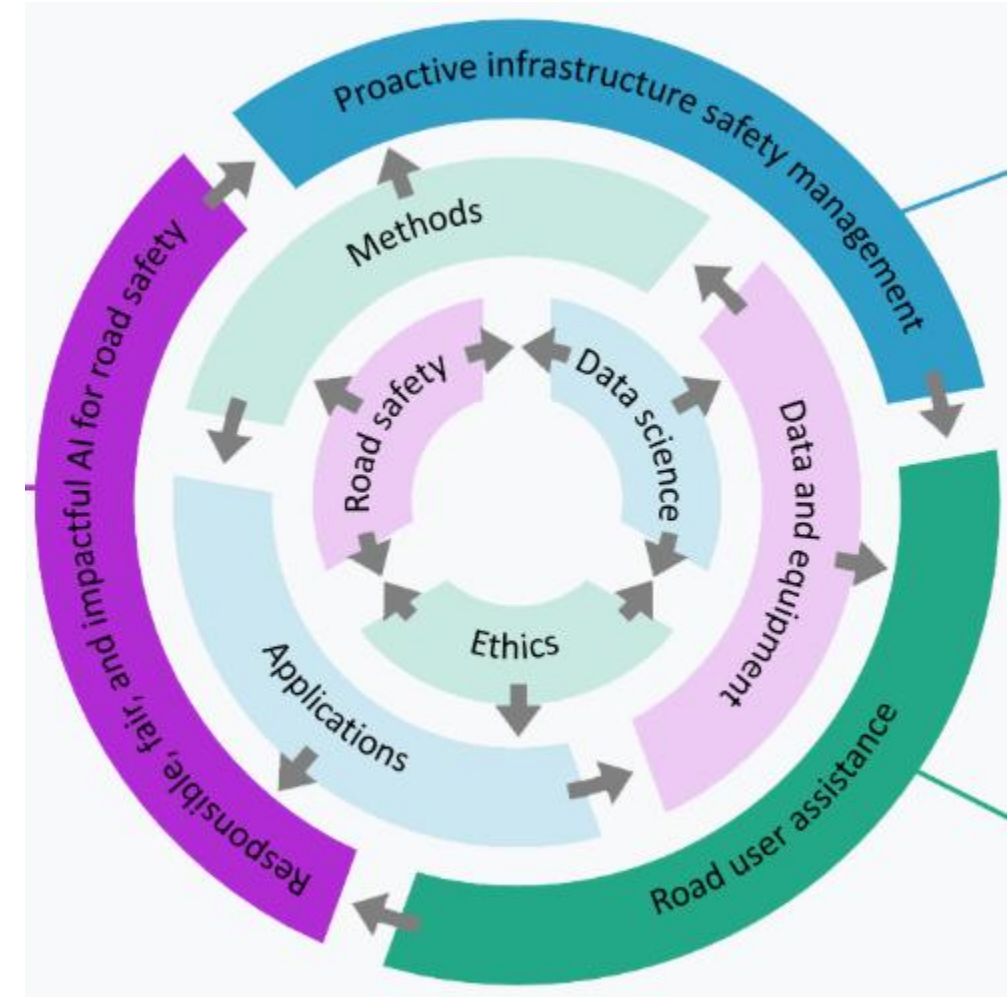 Proactive infrastructure safety management
Methods
Road safety
Data science
Data and equipment
Ethics
Applications
Road user assistance
Responsible, fair, and impactful AI for road safety